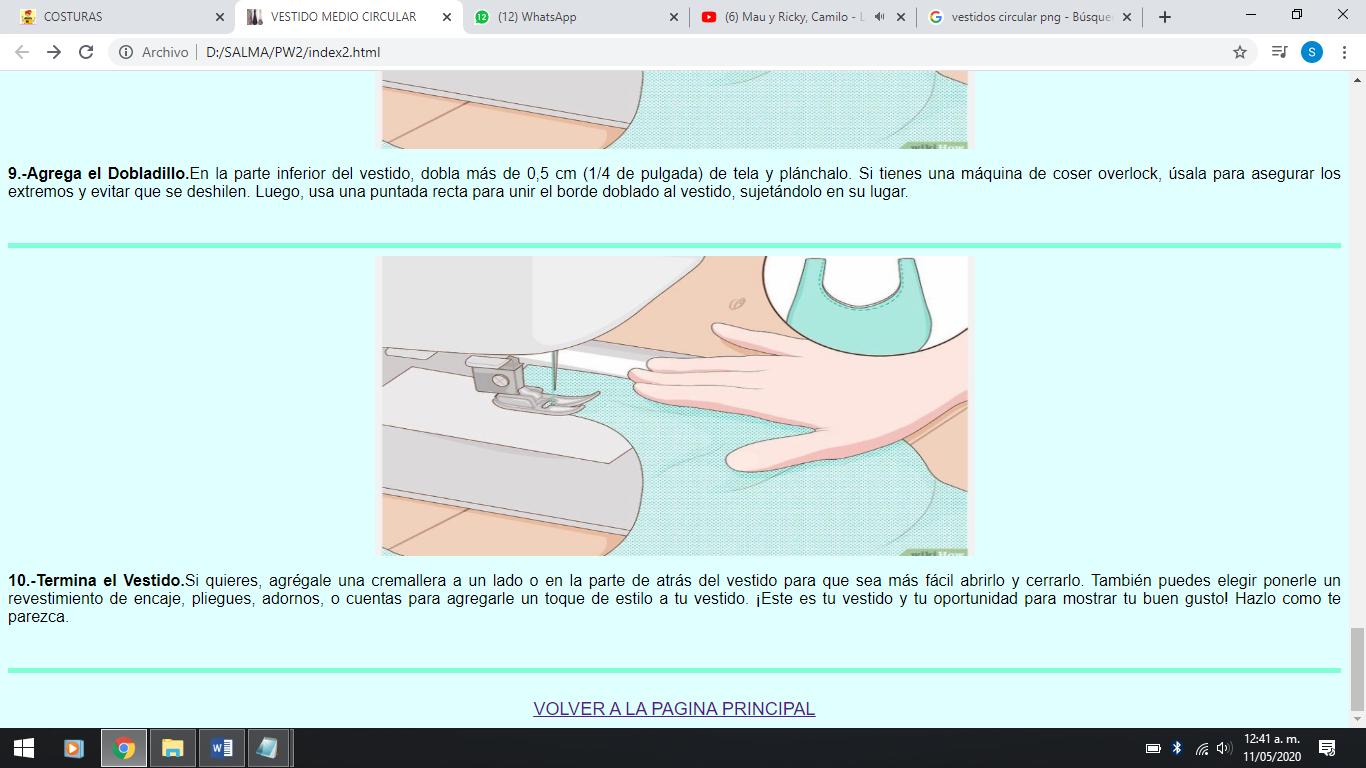 COSTURAS
VESTIDO MEDIO CIRCULAR
(12) WhatsApp
(6) Mau y Ricky, Camilo - L
vestidos circular png - Búsque
Archivo
D:/SALMA/PW2/index2.html
S
9.-Agrega el Dobladillo.En la parte inferior del vestido, dobla más de 0,5 cm (1/4 de pulgada) de tela y plánchalo. Si tienes una máquina de coser overlock, úsala para asegurar los
extremos y evitar que se deshilen. Luego, usa una puntada recta para unir el borde doblado al vestido, sujetándolo en su lugar.
10.-Termina el Vestido.Si quieres, agrégale una cremallera a un lado o en la parte de atrás del vestido para que sea más fácil abrirlo y cerrarlo. También puedes elegir ponerle un
revestimiento de encaje, pliegues, adornos, o cuentas para agregarle un toque de estilo a tu vestido. ¡Este es tu vestido y tu oportunidad para mostrar tu buen gusto! Hazlo como te
parezca.
VOLVER A LA PAGINA PRINCIPAL
12:41 a. m.
11/05/2020